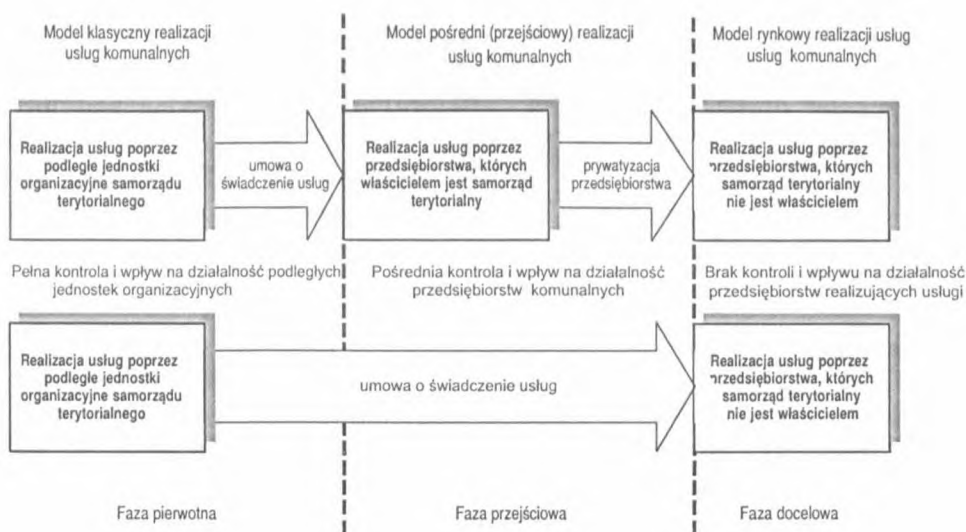 Model klasyczny realizacji
usług komunalnych
Model pośredni (przejściowy) realizacji
usług komunalnych
Model rynkowy realizacji usług
usług komunalnych
Realizacja usług poprzez
podległe jednostki
organizacyjne samorządu
terytorialnego
umowa o
świadczenie usług
Realizacja usług poprzez
przedsiębiorstwa, których
właścicielem jest samorząd
terytorialny
prywatyzacja
przedsiębiorstwa
Realizacja usług poprzez
przedsiębiorstwa, których
samorząd terytorialny
nie jest właścicielem
Pełna kontrola i wpływ na działalność podległych
jednostek organizacyjnych
Pośrednia kontrola i wpływ na działalność
przedsiębiorstw komunalnych
Brak kontroli i wpływu na działalność
przedsiębiorstw realizujących usługi
Realizacja usług poprzez
podległe jednostki
organizacyjne samorządu
terytorialnego
umowa o świadczenie usług
Realizacja usług poprzez
przedsiębiorstwa, których
samorząd terytorialny
nie jest właścicielem
Faza pierwotna
Faza przejściowa
Faza docelowa